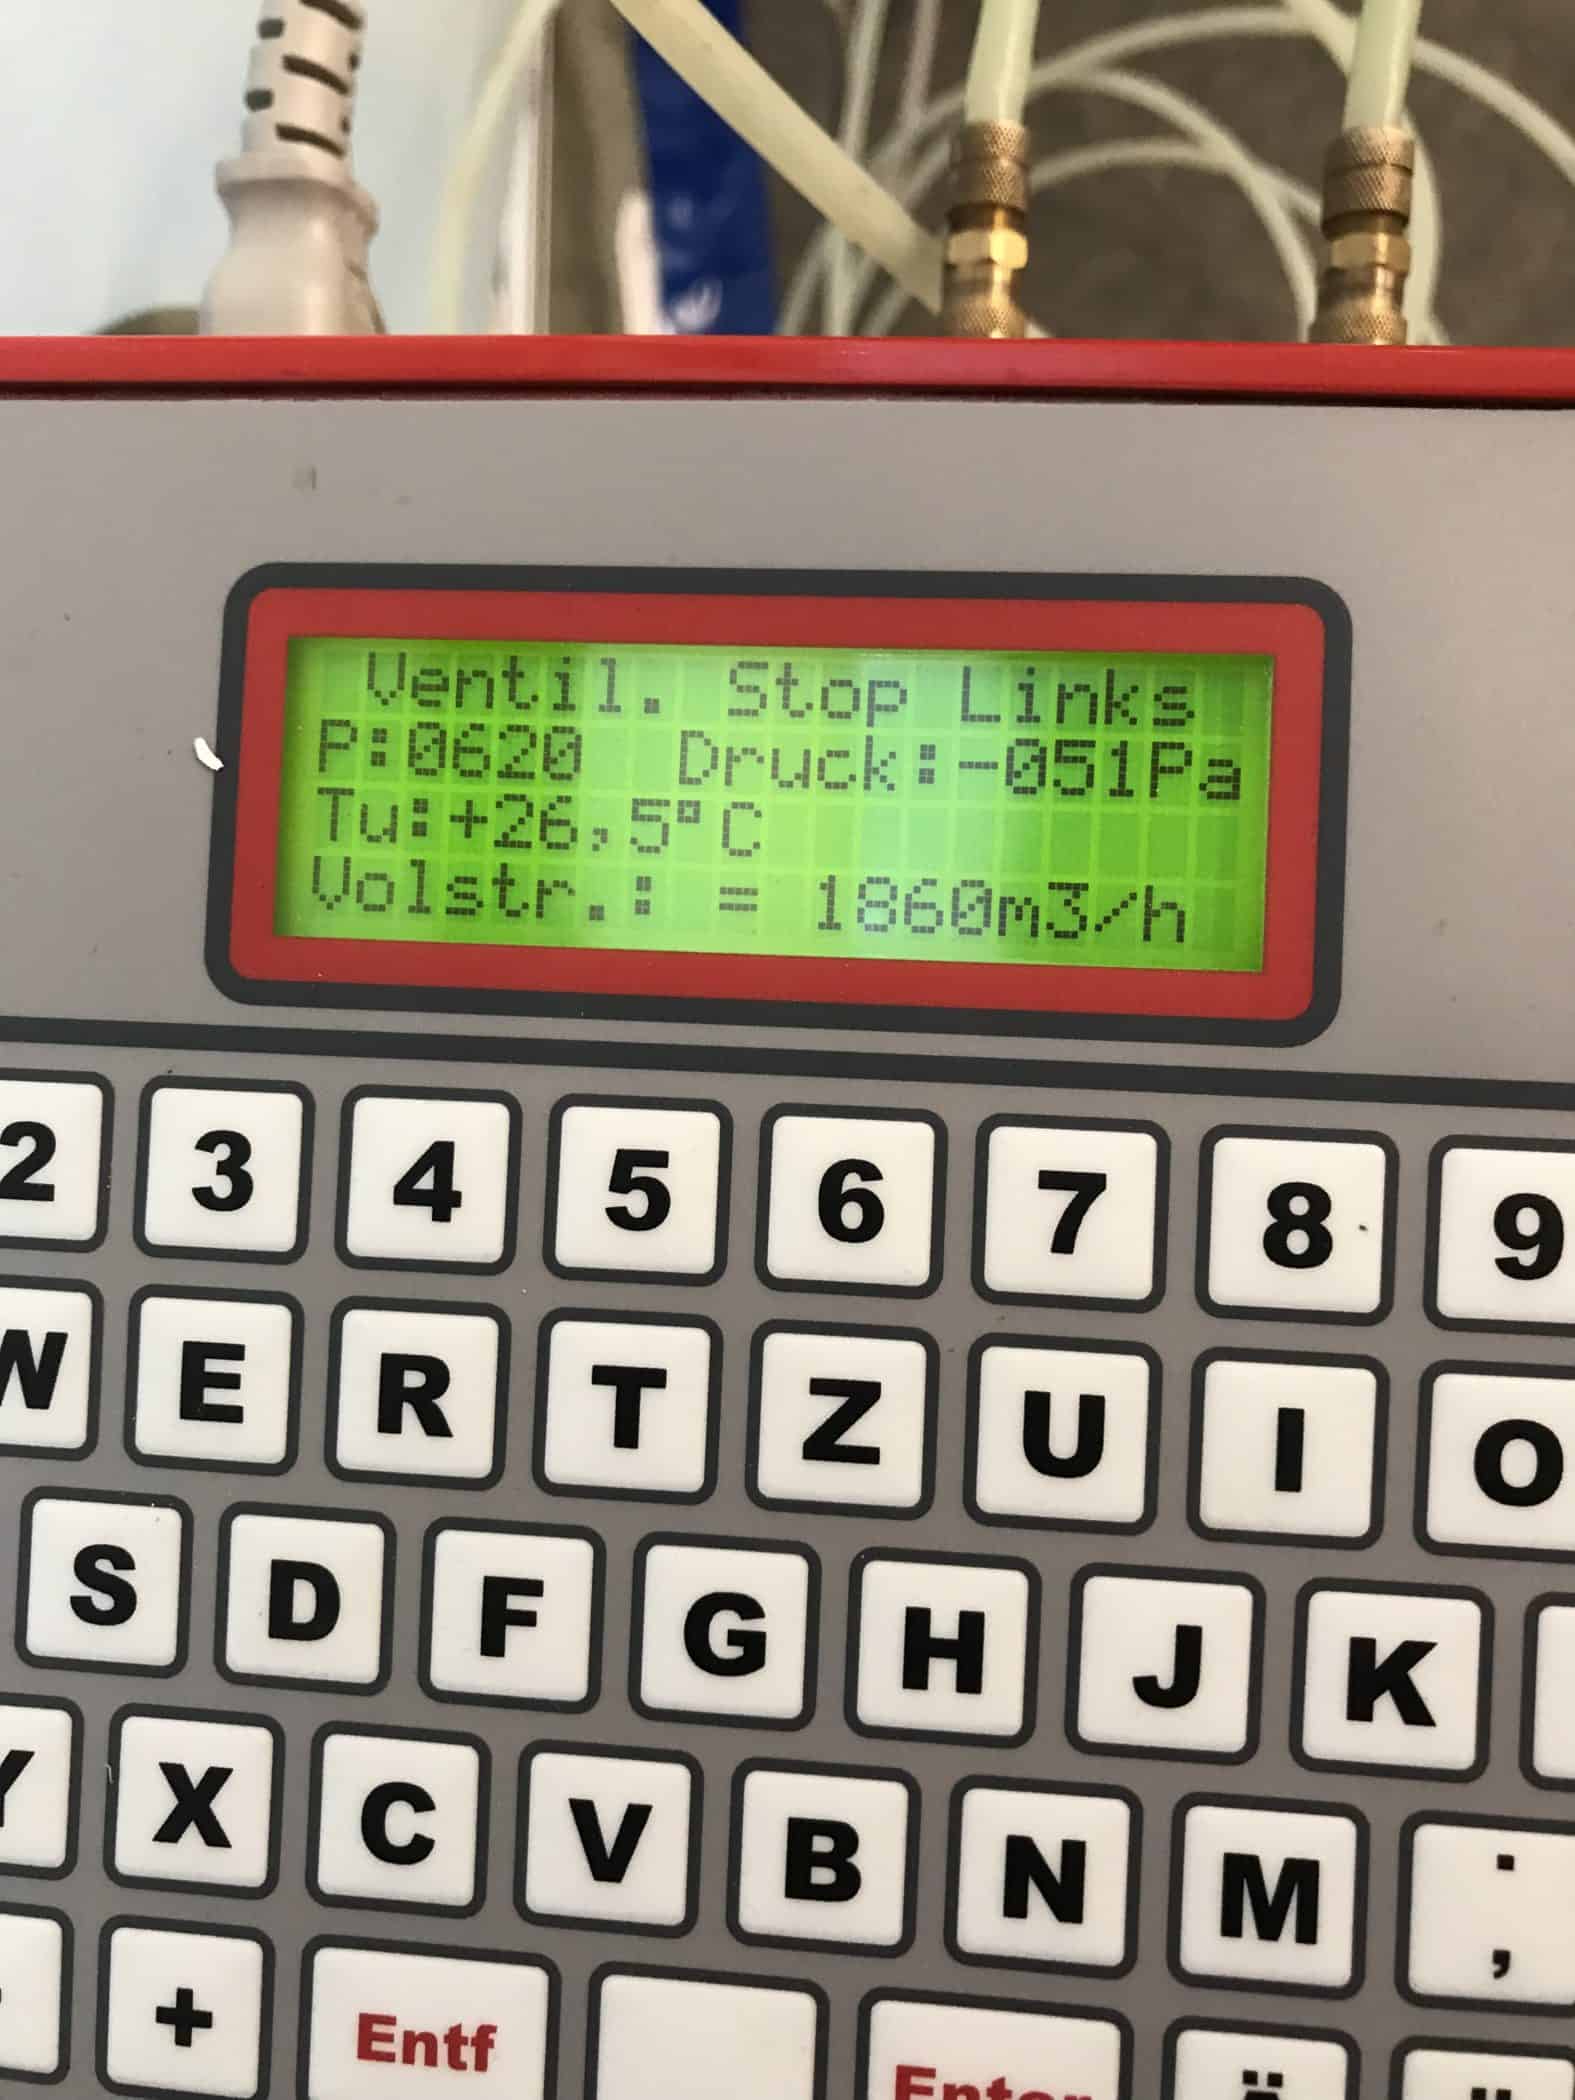 Ventil. Stop Links
P:0620 Druck:-051Pa
Tu:+26,5°C
Volstr.: = 1860m3/h
2 3 4 5 6 7 8 9
W E R T Z U I O
S D F G H J K
Y X C V B N M . ,
+ Entf Enter Ä